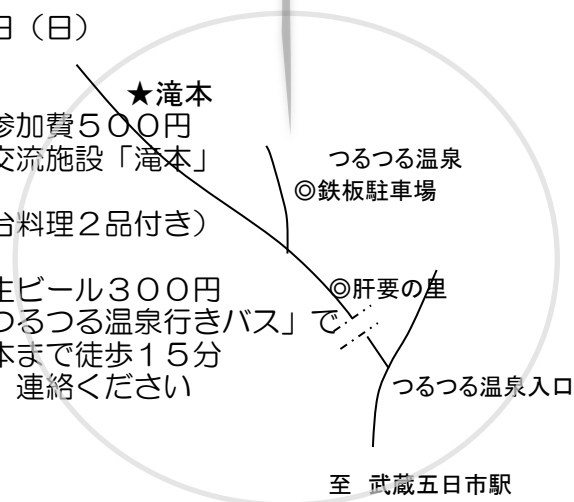 日（日）
★滝本
参加費５００円
交流施設「滝本」
つるつる温泉
◎鉄板駐車場
台料理２品付き）
生ビール３００円
◎肝要の里
つるつる温泉行きバス」で
本まで徒歩１５分
連絡ください
つるつる温泉入口
至 武蔵五日市駅